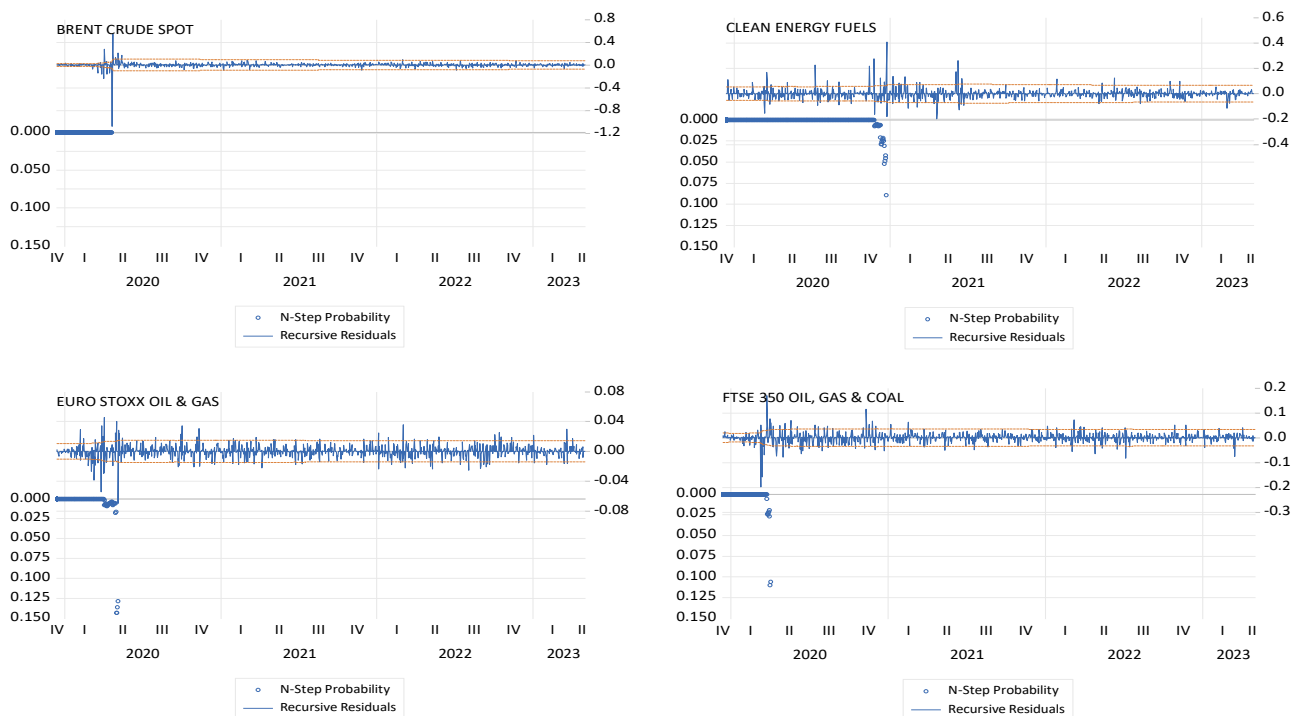 BRENT CRUDE SPOT
0.8
0.4
0.0
-0.4
-0.8
-1.2
0.000
0.050
0.100
0.150
IV I II III IV I II III IV I II III IV I II
2020 2021 2022 2023
N-Step Probability
Recursive Residuals
CLEAN ENERGY FUELS
0.6
0.4
0.2
0.0
-0.2
-0.4
0.000
0.025
0.050
0.075
0.100
0.125
0.150
IV I II III IV I II III IV I II III IV I II
2020 2021 2022 2023
N-Step Probability
Recursive Residuals
EURO STOXX OIL & GAS
0.08
0.04
0.00
-0.04
-0.08
0.000
0.025
0.050
0.075
0.100
0.125
0.150
IV I II III IV I II III IV I II III IV I II
2020 2021 2022 2023
N-Step Probability
Recursive Residuals
FTSE 350 OIL, GAS & COAL
0.2
0.1
0.0
-0.1
-0.2
-0.3
0.000
0.025
0.050
0.075
0.100
0.125
0.150
IV I II III IV I II III IV I II III IV I II
2020 2021 2022 2023
N-Step Probability
Recursive Residuals